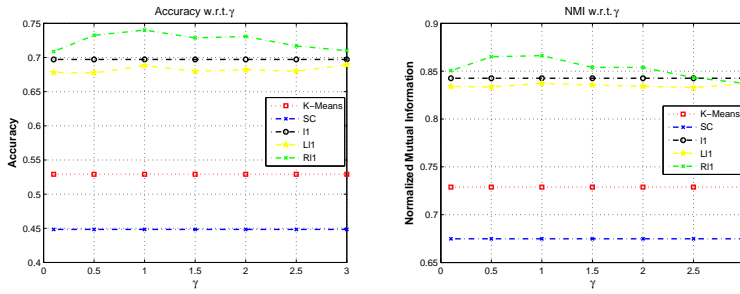 Accuracy w.r.t. γ
0.75
0.7
0.65
0.6
0.55
0.5
0.45
0.4
Accuracy
K−Means
SC
l1
Ll1
Rl1
0
0.5
1
1.5
2
2.5
3
γ
NMI w.r.t. γ
0.9
0.85
0.8
0.75
0.7
0.65
Normalized Mutual Information
K−Means
SC
l1
Ll1
Rl1
0
0.5
1
1.5
2
2.5
γ